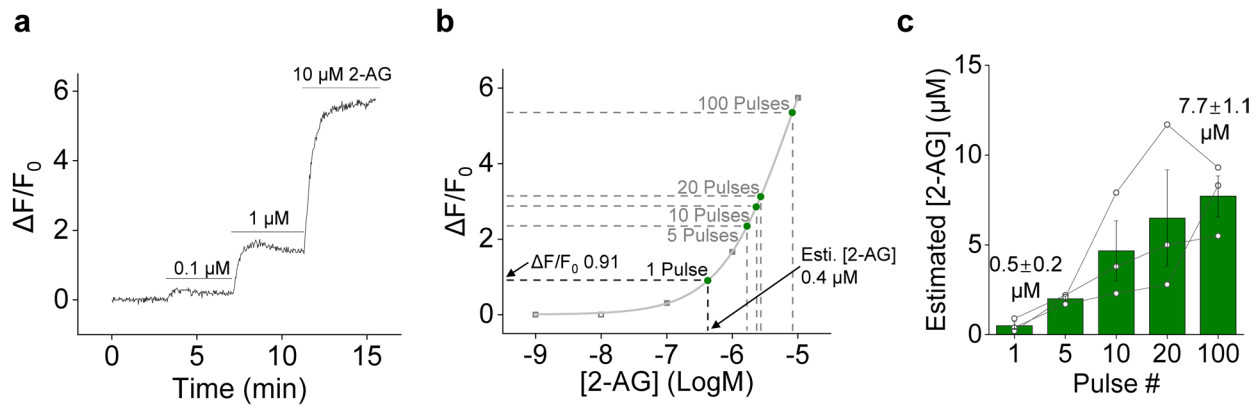 a
10 µM 2-AG
1 µM
0.1 µM
6
4
2
0
ΔF/F0
0
5
10
15
Time (min)
b
100 Pulses
20 Pulses
10 Pulses
5 Pulses
1 Pulse
ΔF/F0 0.91
Esti. [2-AG]
0.4 µM
6
4
2
0
ΔF/F0
-9
-8
-7
-6
-5
[2-AG] (LogM)
c
15
10
5
0
Estimated [2-AG] (µM)
7.7±1.1
µM
0.5±0.2
µM
1
5
10
20
100
Pulse #